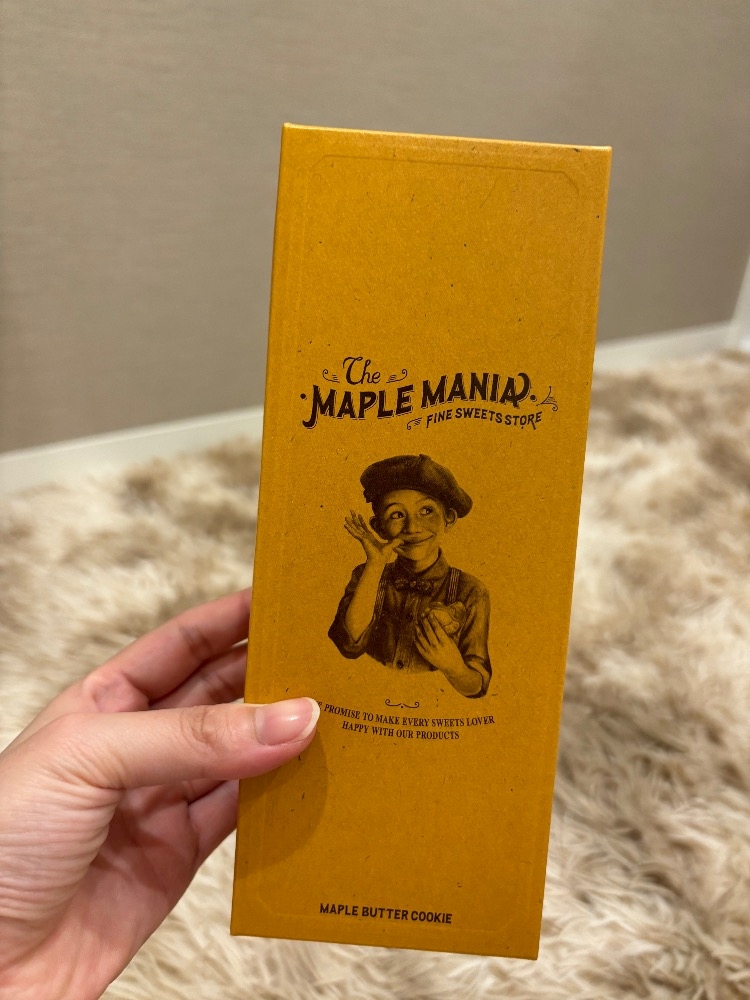 The
MAPLE MANIA
FINE SWEETS STORE
PROMISE TO MAKE EVERY SWEETS LOVER
HAPPY WITH OUR PRODUCTS
MAPLE BUTTER COOKIE